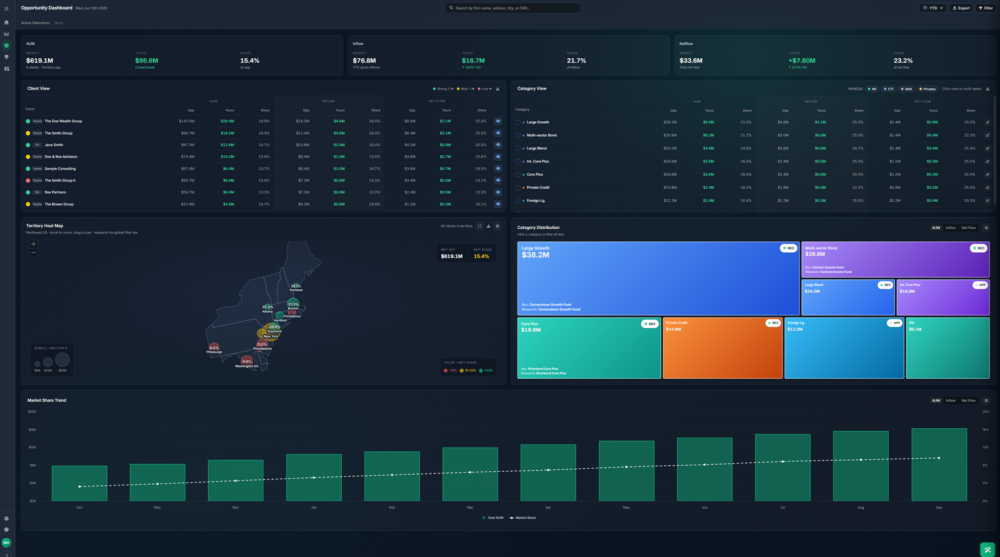 Opportunity Dashboard Wed Jun 10th 2026
Search by firm name, advisor, city, or CRD...
YTD Export Filter
Active Selections: None
AUM
MARKET YOURS SHARE
$619.1M $95.6M 15.4%
8 clients · Territory opp. Current book of opp.
Inflow
MARKET YOURS SHARE
$76.8M $16.7M 21.7%
YTD gross inflows ↑ 14.6% YoY of inflow
Netflow
MARKET YOURS SHARE
$33.6M +$7.80M 23.2%
Total net flow ↑ 22.1% YoY of net flow
Client View Strong 2·★ Mod. 1·★ Low·★
AUM INFLOW NET FLOW
Client Opp Yours Share Opp Yours Share Opp Yours Share
Teams The Doe Wealth Group $142.5M $28.4M 19.9% $18.2M $4.8M 26.4% $8.4M $2.1M 25.0%
Teams The Smith Group $96.7M $18.2M 18.4% $12.4M $4.8M 26.4% $6.4M $2.1M 25.0%
FA Jane Smith $87.3M $12.8M 14.7% $10.8M $1.9M 16.4% $4.2M $0.9M 20.5%
Teams Doe & Roe Advisors $74.4M $10.2M 13.6% $8.4M $1.0M 13.0% $3.8M $0.7M 15.8%
Teams Sample Consulting $67.4M $6.4M 13.7% $8.4M $1.5M 16.7% $3.8M $0.7M 19.5%
Teams The Smith Group II $56.7M $8.4M 13.8% $7.2M $0.9M 14.3% $3.4M $0.5M 14.1%
BA Roe Partners $56.7M $6.4M 13.3% $7.2M $0.9M 13.3% $2.4M $0.5M 23.3%
Teams The Brown Group $37.4M $4.8M 14.7% $4.2M $0.9M 19.9% $1.2M $0.3M 16.1%
Category View VEHICLE MF ETF SMA Privates Click rows to multi-select
AUM INFLOW NET FLOW
Category Opp Yours Share Opp Yours Share Opp Yours Share
Large Growth $38.2M $8.4M 22.0% $4.8M $1.2M 25.0% $2.4M $0.8M 25.0%
Multi-sector Bond $26.8M $6.2M 21.7% $3.0M $0.9M 25.0% $1.8M $0.4M 22.2%
Large Blend $24.2M $4.9M 19.6% $3.6M $0.8M 26.7% $1.8M $0.4M 21.4%
Int. Core Plus $18.6M $3.6M 18.4% $2.4M $0.6M 25.0% $1.2M $0.3M 25.0%
Core Plus $18.6M $3.6M 18.4% $2.4M $0.6M 25.0% $1.2M $0.3M 25.0%
Private Credit $14.8M $2.4M 16.2% $1.9M $0.4M 22.3% $0.8M $0.2M 25.0%
Foreign Lg. $12.2M $2.4M 18.4% $1.2M $0.3M 25.0% $1.2M $0.4M 33.3%
Territory Heat Map All clients in territory
Northeast US · scroll to zoom, drag to pan · respects the global filter bar
MKT OPP MKT SHARE
$619.1M 15.4%
28.1%
Portland
27.3%
Boston
22.3%
Albany
Providence
Hartford
26.8%
Stamford
New York
11.5%
Philadelphia
8.6%
Pittsburgh
9.9%
Washington DC
BUBBLE = MKT OPP $
$5M $20M $60M
COLOR = MKT SHARE
<15% 15–22% ≥22%
Category Distribution AUM Inflow Net Flow
Click a category to filter all tiles
Large Growth REC
$38.2M
Rec: Cornerstone Growth Fund
Research: Cornerstone Growth Fund
Multi-sector Bond REC
$26.8M
Rec: Horizon Income Fund
Research: Horizon Income Fund
Large Blend REC
$24.2M
Int. Core Plus APP
$18.6M
Core Plus REC
$18.6M
Rec: Riverbend Core Plus
Research: Riverbend Core Plus
Private Credit REC
$14.8M
Foreign Lg. APP
$12.2M
EM
$6.1M
Market Share Trend AUM Inflow Net Flow
$20B 20%
$16B 16%
$12B 12%
$8B 8%
$4B 4%
$0B 0%
Oct Nov Dec Jan Feb Mar Apr May Jun Jul Aug Sep
Total AUM Market Share
MV